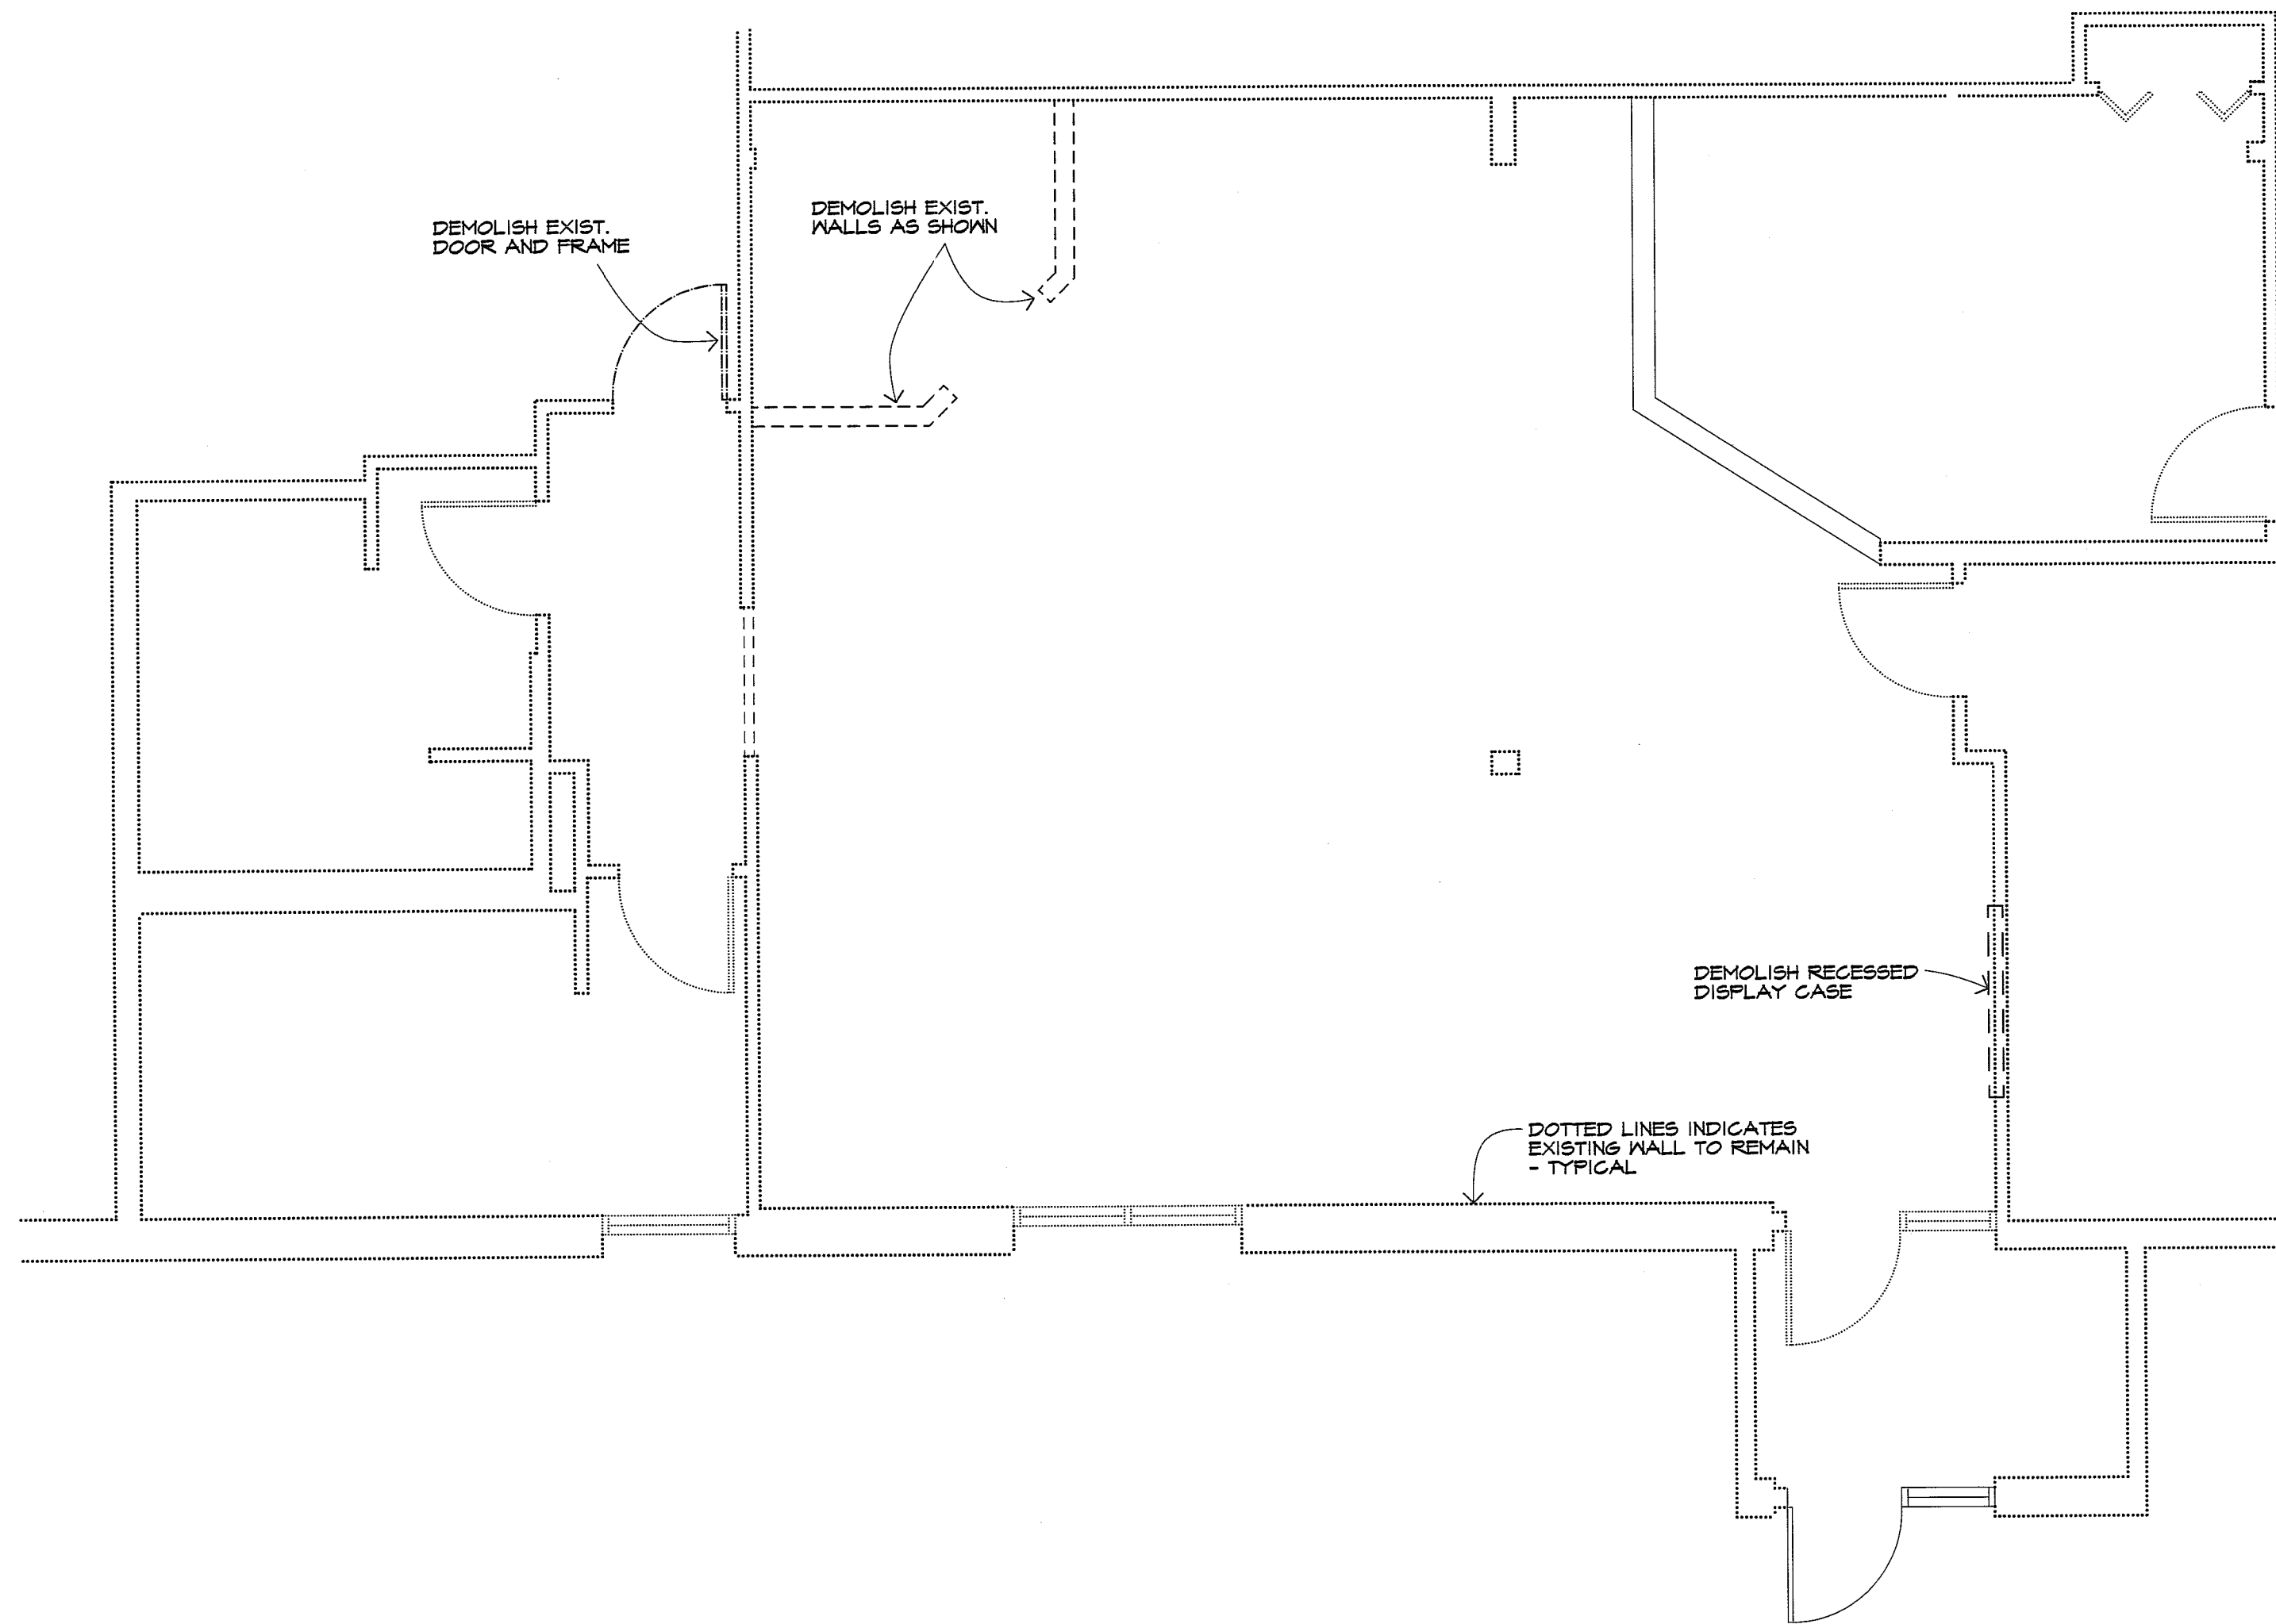 DEMOLISH EXIST.
DOOR AND FRAME
DEMOLISH EXIST.
WALLS AS SHOWN
DEMOLISH RECESSED
DISPLAY CASE
DOTTED LINES INDICATES
EXISTING WALL TO REMAIN
- TYPICAL